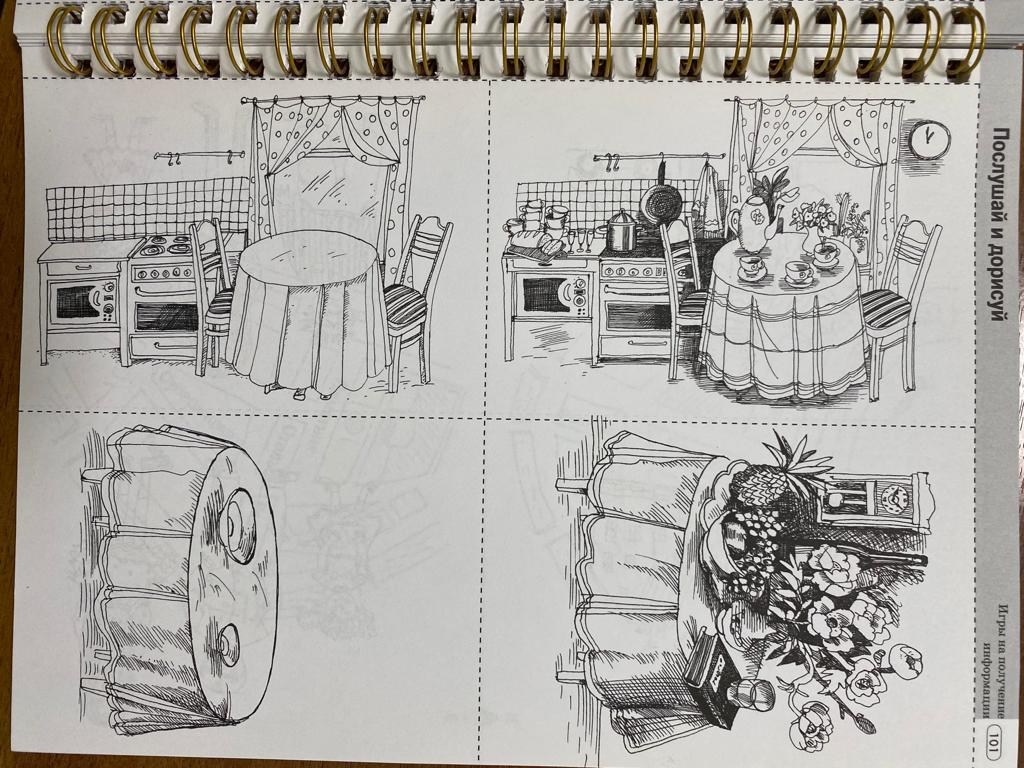 Послушай и дорисуй
Игры на получение
информации
101